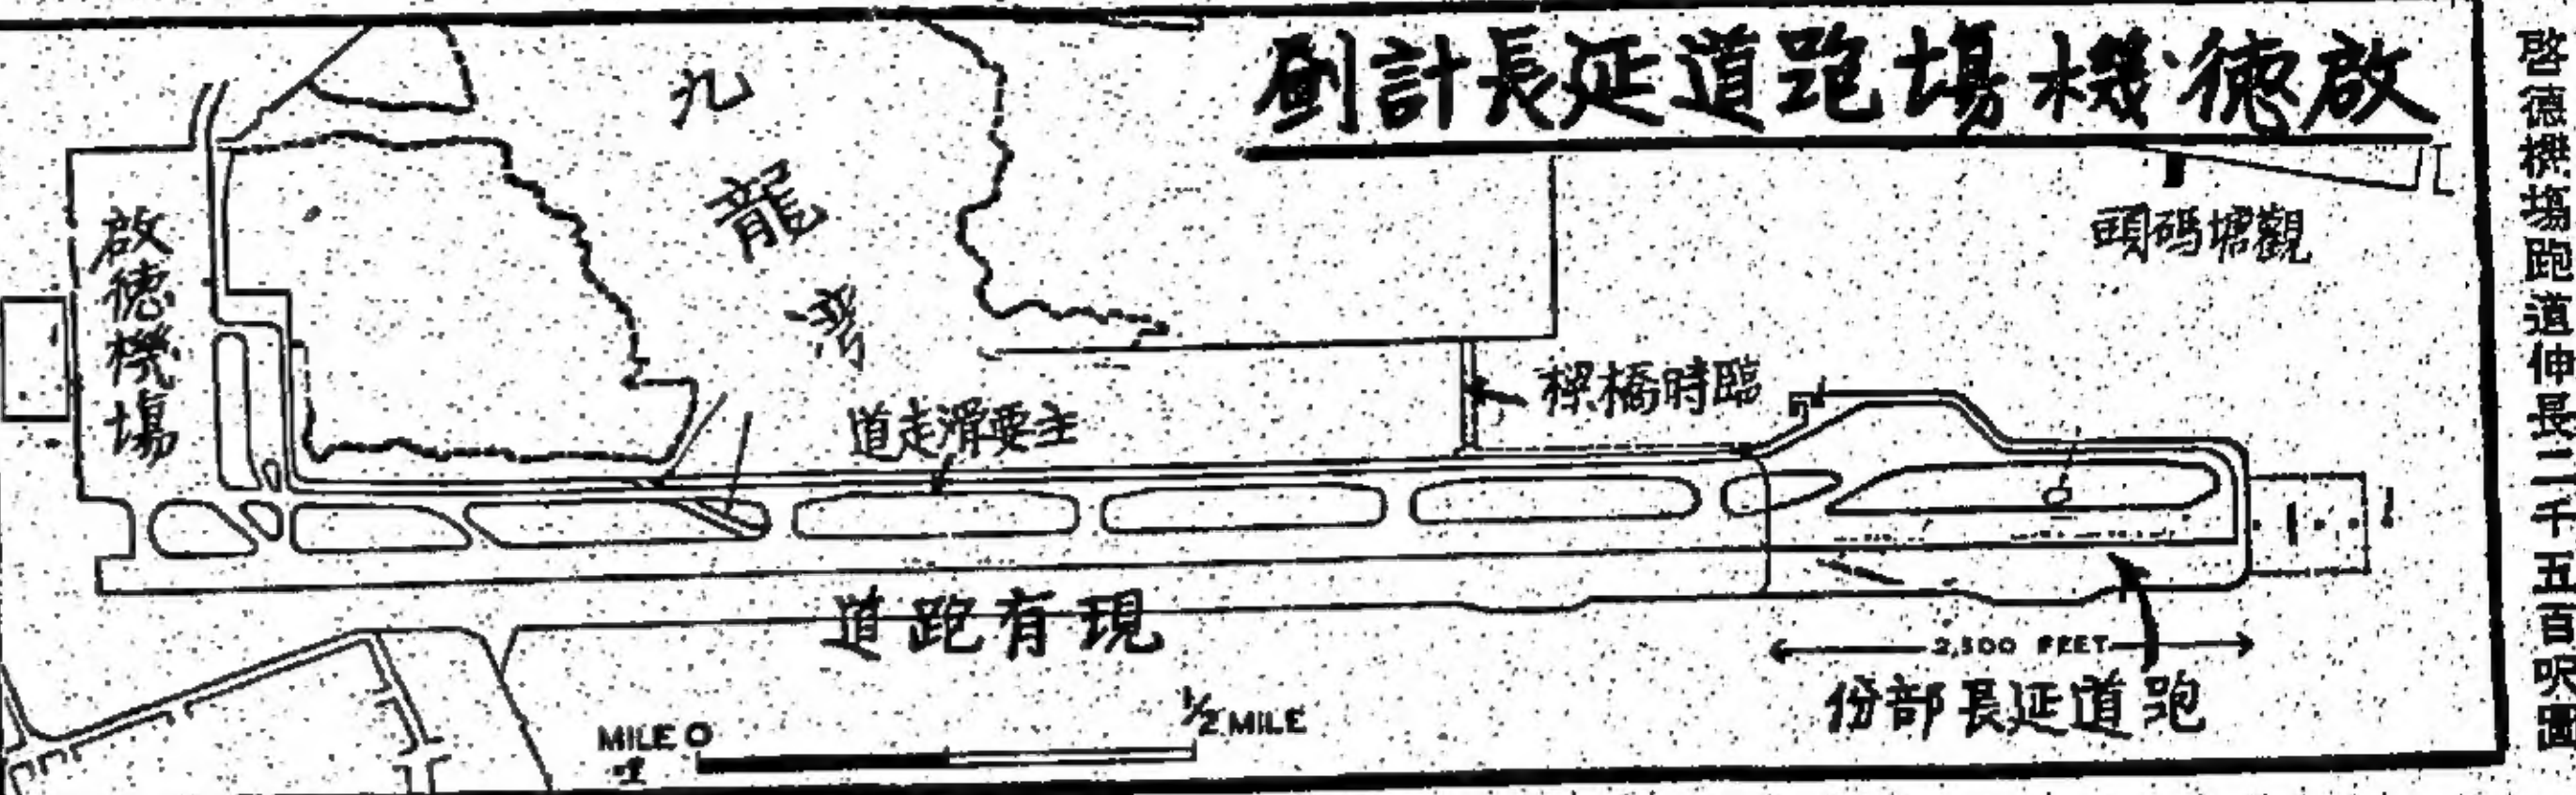 啓德機塲跑道伸長二千五百呎圖
啟德機塲跑道延長計劃
九龍灣
觀塘碼頭
啟德機塲
臨時橋樑
主要滑走道
現有跑道
2,500 FEET
跑道延長部份
MILE 0
1/2 MILE